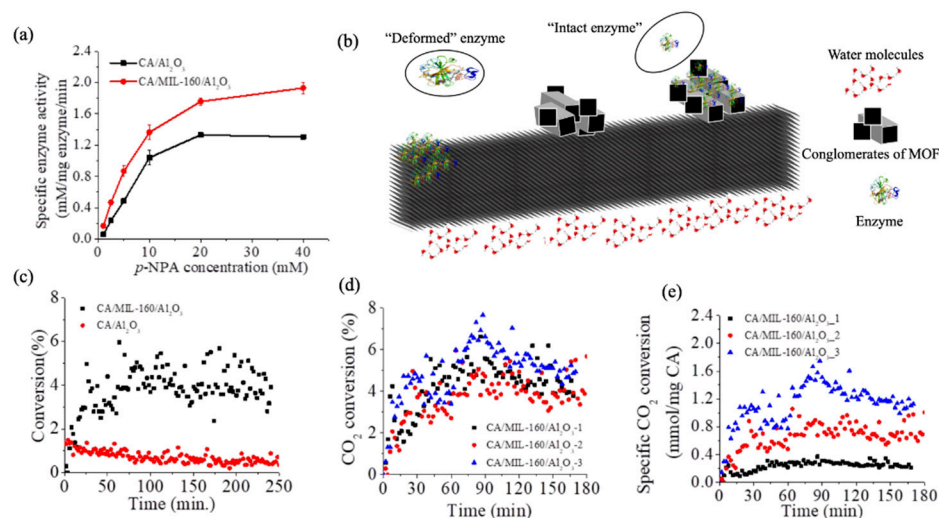 (a)
CA/Al₂O₃
CA/MIL-160/Al₂O₃
Specific enzyme activity
(mM/mg enzyme/min)
2.4
2.0
1.6
1.2
0.8
0.4
0.0
0 10 20 30 40
p-NPA concentration (mM)
(b)
"Deformed" enzyme
"Intact enzyme"
Water molecules
Conglomerates of MOF
Enzyme
(c)
CA/MIL-160/Al₂O₃
CA/Al₂O₃
Conversion(%)
8
6
4
2
0
0 50 100 150 200 250
Time (min.)
(d)
CO₂ conversion (%)
8
6
4
2
0
CA/MIL-160/Al₂O₃-1
CA/MIL-160/Al₂O₃-2
CA/MIL-160/Al₂O₃-3
0 30 60 90 120 150 180
Time (min)
(e)
CA/MIL-160/Al₂O₃_1
CA/MIL-160/Al₂O₃_2
CA/MIL-160/Al₂O₃_3
Specific CO₂ conversion
(mmol/mg CA)
2.4
2.0
1.6
1.2
0.8
0.4
0.0
0 30 60 90 120 150 180
Time (min)